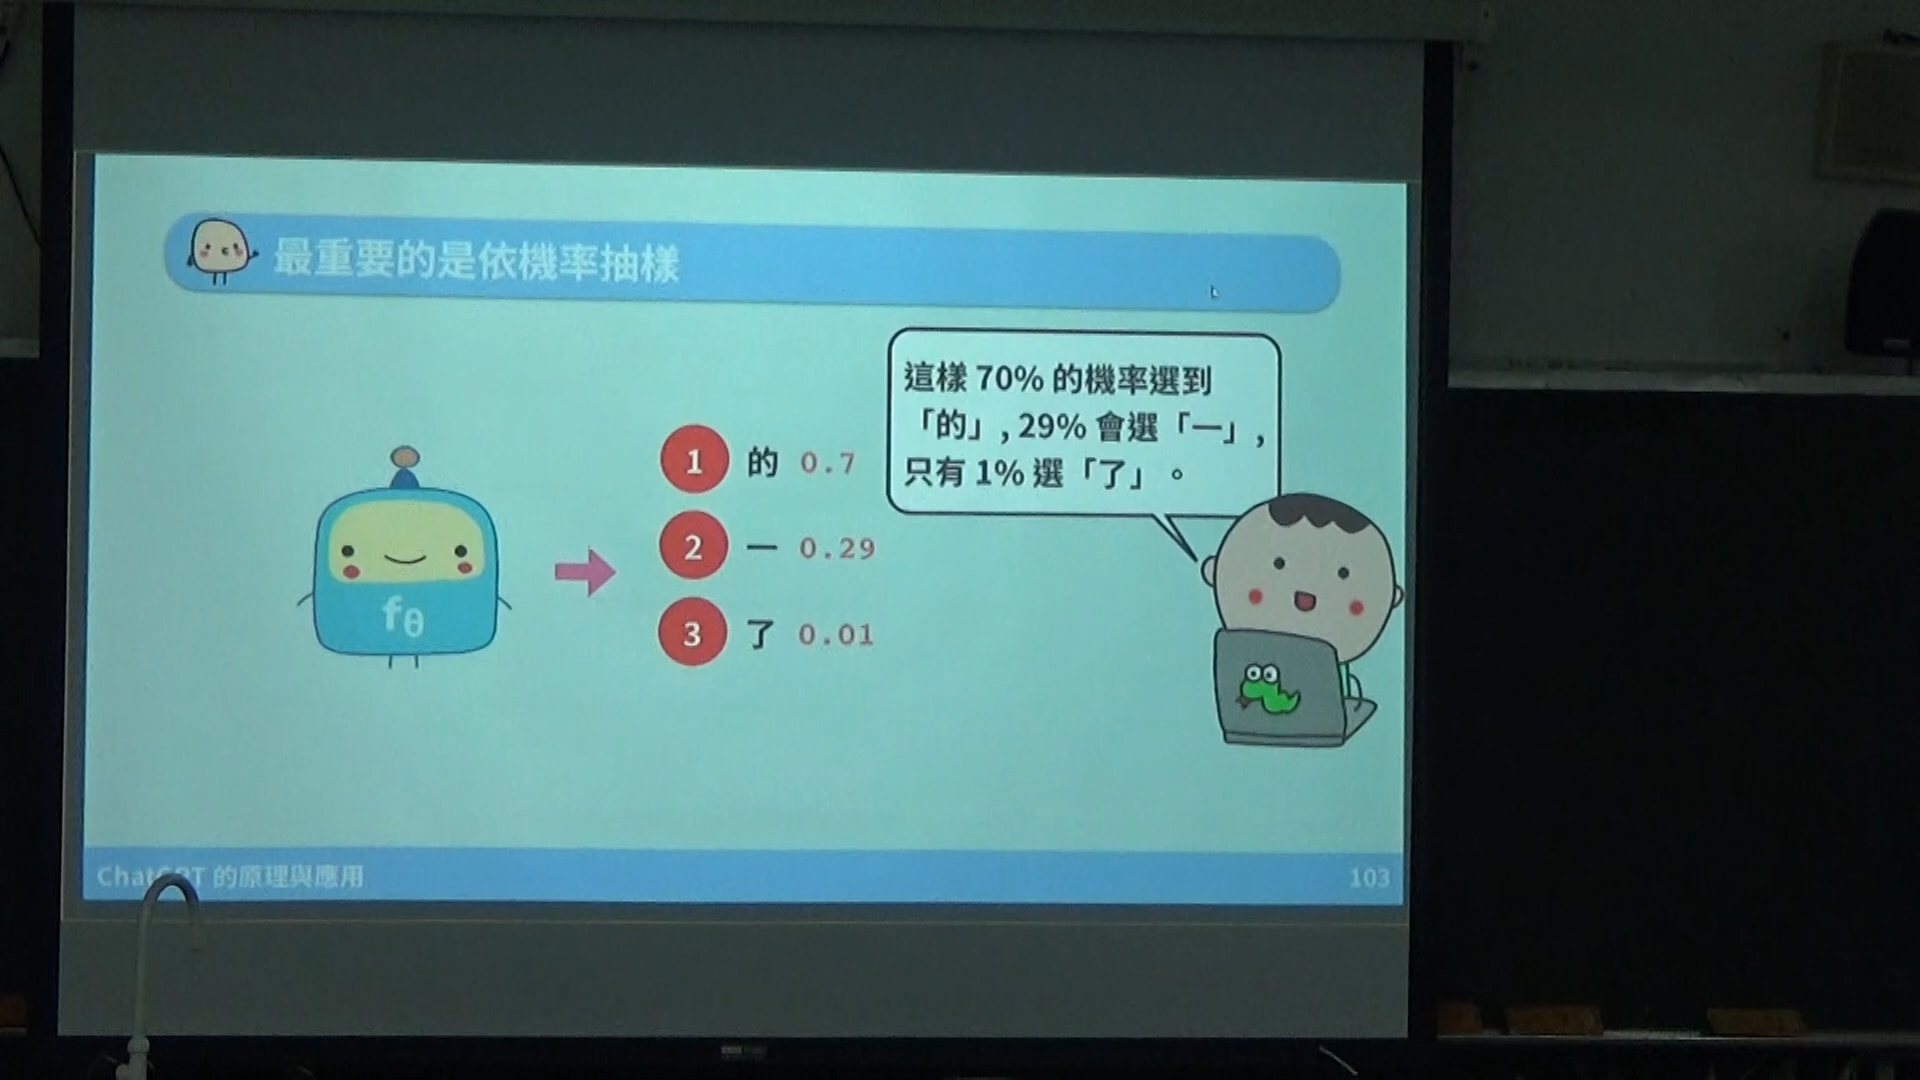 最重要的是依機率抽樣
這樣 70% 的機率選到
「的」, 29% 會選「一」,
只有 1% 選「了」。
1 的 0.7
2 一 0.29
3 了 0.01
fθ
ChatGPT 的原理與應用
103